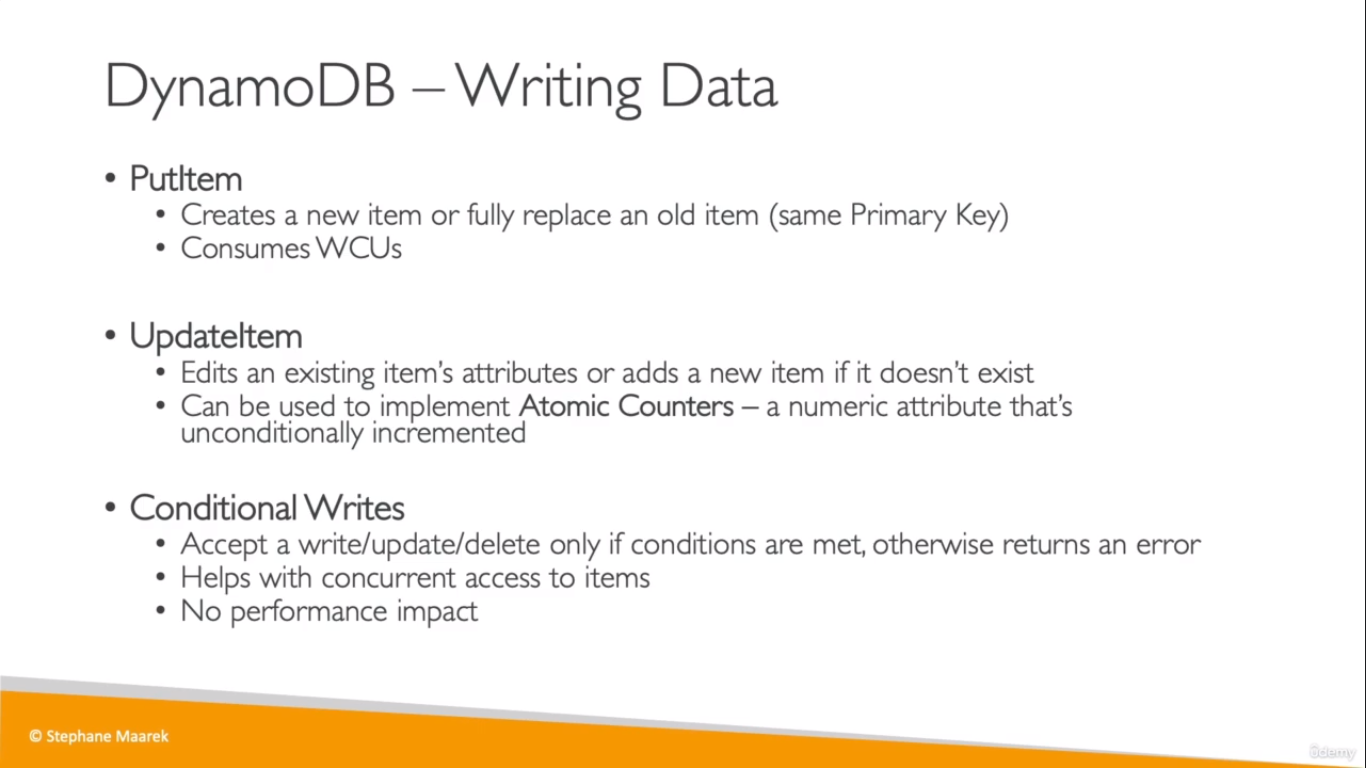 DynamoDB – Writing Data
• PutItem
• Creates a new item or fully replace an old item (same Primary Key)
• Consumes WCUs
• UpdateItem
• Edits an existing item's attributes or adds a new item if it doesn't exist
• Can be used to implement Atomic Counters – a numeric attribute that's
unconditionally incremented
• Conditional Writes
• Accept a write/update/delete only if conditions are met, otherwise returns an error
• Helps with concurrent access to items
• No performance impact
© Stephane Maarek
ûdemy